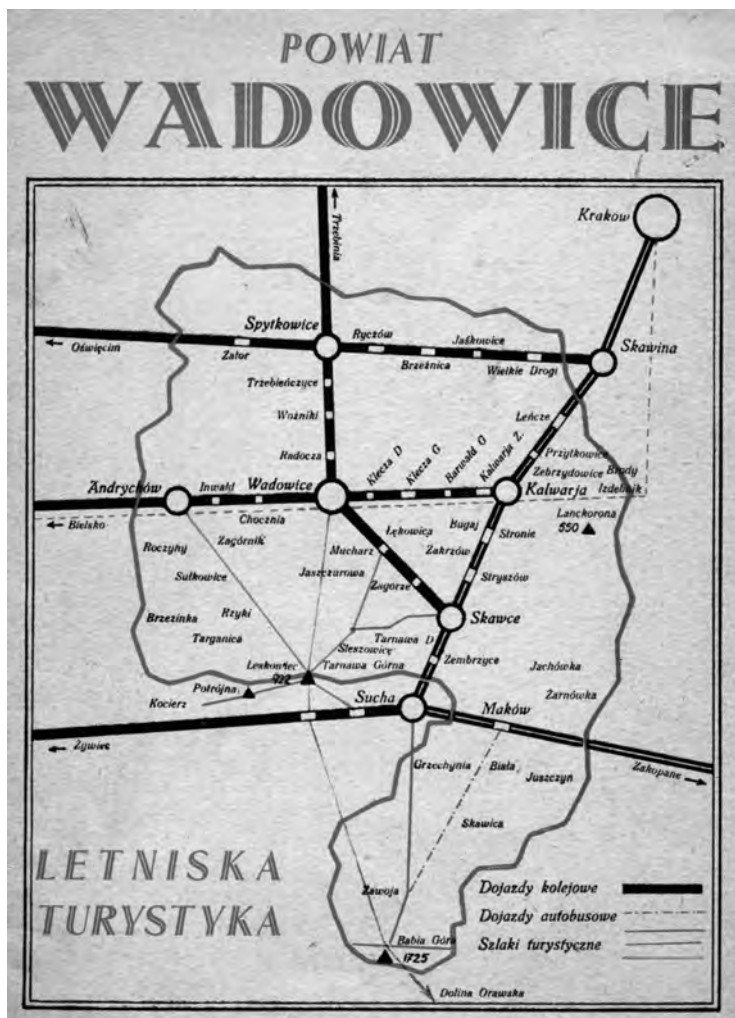 POWIAT
WADOWICE
Krakow
Trzebinia
Spytkowice
Ryczów
Jaśkowice
Skawina
Oświęcim
Zator
Brzeźnica
Wielkie Drogi
Trzebieńczyce
Woźniki
Leńcze
Radocza
Klecza D
Klecza G
Barwałd G
Kalwarja Z.
Przytkowice
Zebrzydowice
Brody
Andrychów
Inwałd
Wadowice
Kalwarja
Izdebnik
Bielsko
Chocznia
Lanckorona
550
Roczyny
Zagórnik
Łękawica
Bugaj
Stronie
Mucharz
Zakrzów
Sułkowice
Jaszczurowa
Stryszów
Zagórze
Brzezinka
Rzyki
Skawce
Targanica
Tarnawa D.
Śleszowice
Zembrzyce
Leskowiec
922
Tarnawa Górna
Jachówka
Potrójna
Żarnówka
Kocierz
Sucha
Maków
Żywiec
Zakopane
Grzechynia
Biała
Juszczyn
Skawica
LETNISKA
TURYSTYKA
Zawoja
Dojazdy kolejowe
Dojazdy autobusowe
Szlaki turystyczne
Babia Góra
1725
Dolina Orawska